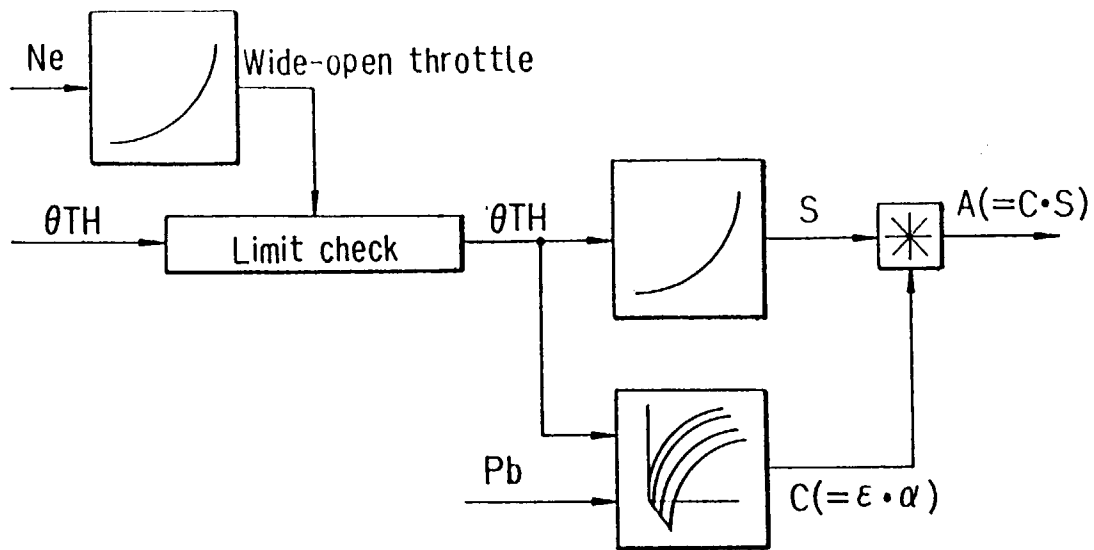 Ne
Wide-open throttle
θTH
Limit check
θTH
S
A(=C•S)
Pb
C(=ε•α)